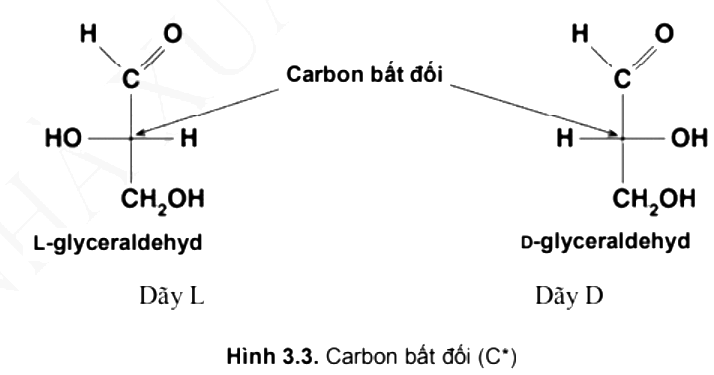 H O H O
C Carbon bất đối C
HO H H OH
CH₂OH CH₂OH
L-glyceraldehyd D-glyceraldehyd
Dãy L Dãy D
Hình 3.3. Carbon bất đối (C*)